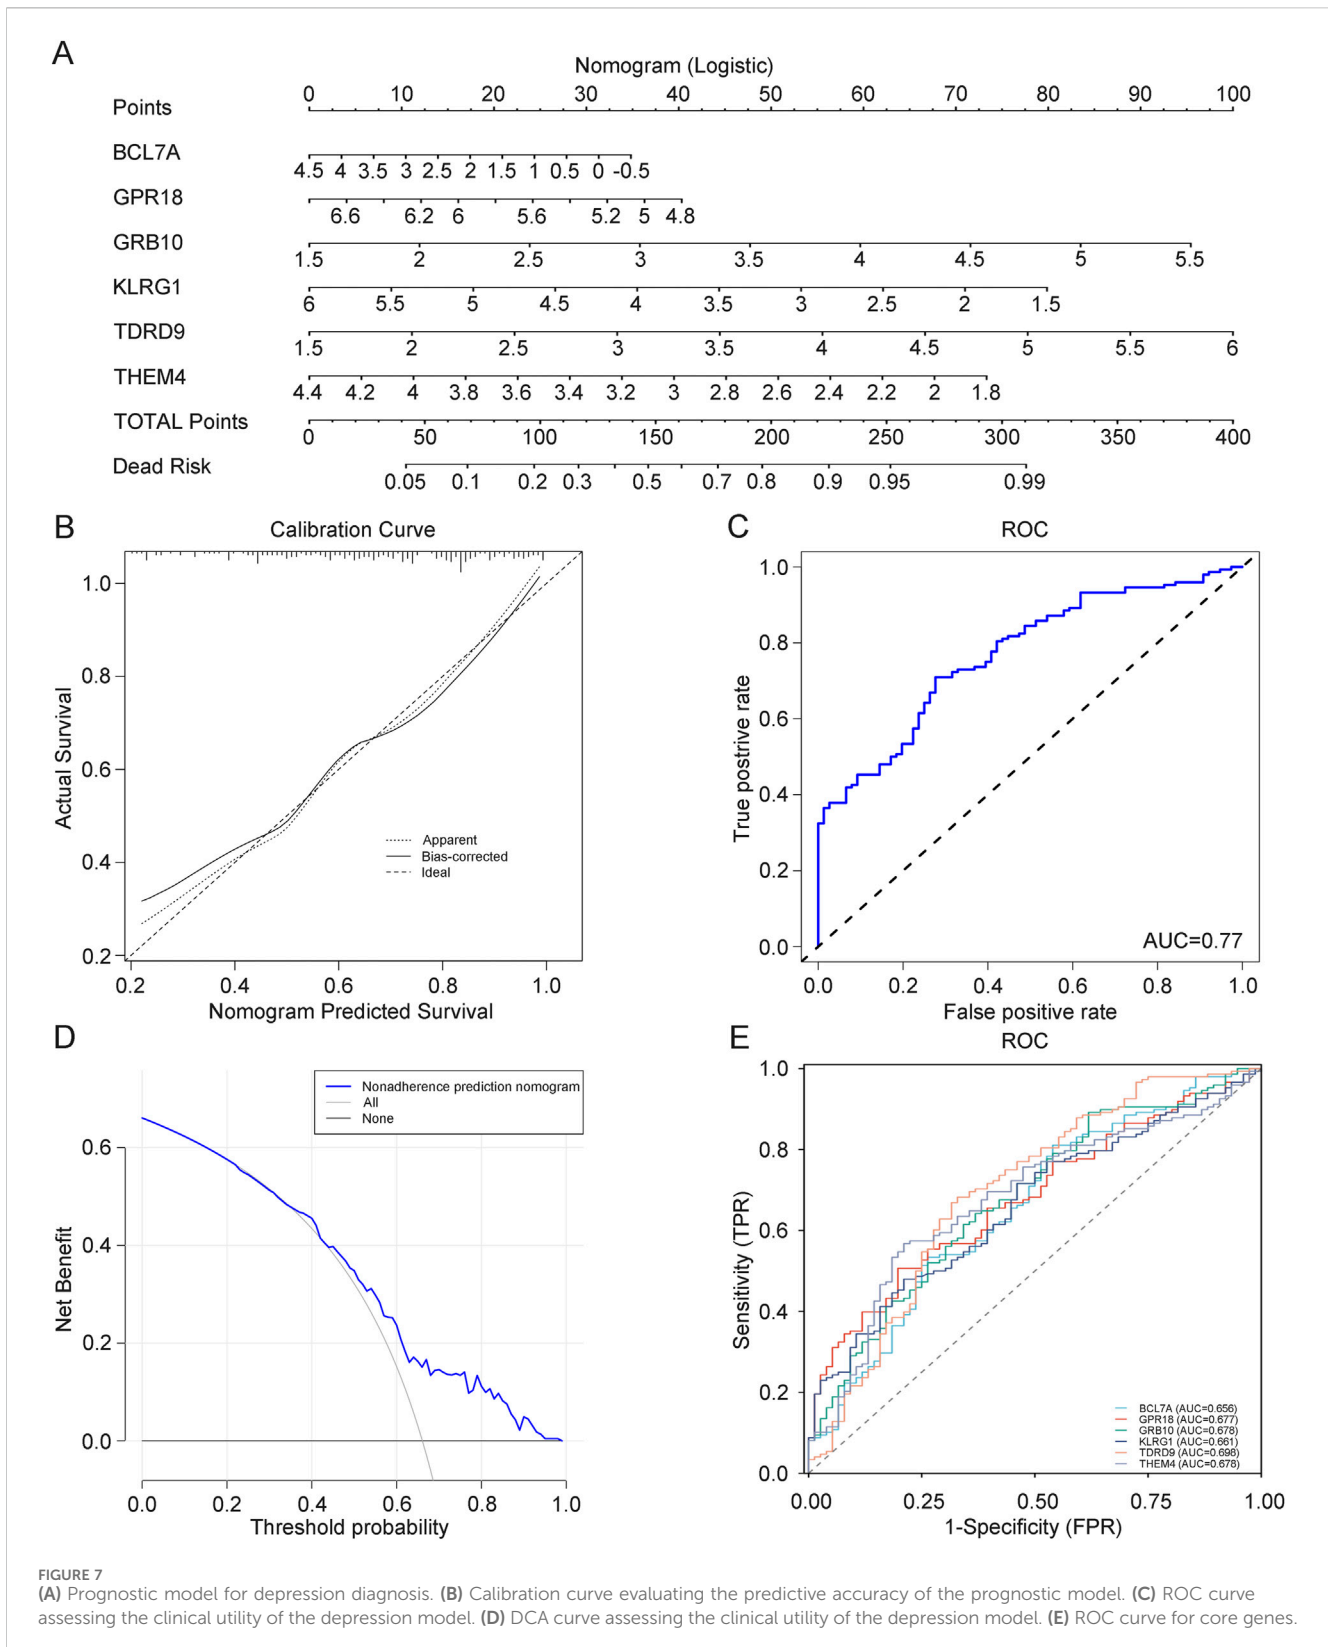 A
Nomogram (Logistic)
Points 0 10 20 30 40 50 60 70 80 90 100
BCL7A 4.5 4 3.5 3 2.5 2 1.5 1 0.5 0 -0.5
GPR18 6.6 6.2 6 5.6 5.2 5 4.8
GRB10 1.5 2 2.5 3 3.5 4 4.5 5 5.5
KLRG1 6 5.5 5 4.5 4 3.5 3 2.5 2 1.5
TDRD9 1.5 2 2.5 3 3.5 4 4.5 5 5.5 6
THEM4 4.4 4.2 4 3.8 3.6 3.4 3.2 3 2.8 2.6 2.4 2.2 2 1.8
TOTAL Points 0 50 100 150 200 250 300 350 400
Dead Risk 0.05 0.1 0.2 0.3 0.5 0.7 0.8 0.9 0.95 0.99
B
Calibration Curve
Actual Survival
1.0
0.8
0.6
0.4
0.2
Apparent
Bias-corrected
Ideal
0.2 0.4 0.6 0.8 1.0
Nomogram Predicted Survival
C
ROC
True postrive rate
1.0
0.8
0.6
0.4
0.2
0.0
AUC=0.77
0.0 0.2 0.4 0.6 0.8 1.0
False positive rate
D
Nonadherence prediction nomogram
All
None
Net Benefit
0.6
0.4
0.2
0.0
0.0 0.2 0.4 0.6 0.8 1.0
Threshold probability
E
ROC
Sensitivity (TPR)
1.0
0.8
0.6
0.4
0.2
0.0
BCL7A (AUC=0.656)
GPR18 (AUC=0.677)
GRB10 (AUC=0.678)
KLRG1 (AUC=0.661)
TDRD9 (AUC=0.698)
THEM4 (AUC=0.678)
0.00 0.25 0.50 0.75 1.00
1-Specificity (FPR)
FIGURE 7
(A) Prognostic model for depression diagnosis. (B) Calibration curve evaluating the predictive accuracy of the prognostic model. (C) ROC curve
assessing the clinical utility of the depression model. (D) DCA curve assessing the clinical utility of the depression model. (E) ROC curve for core genes.